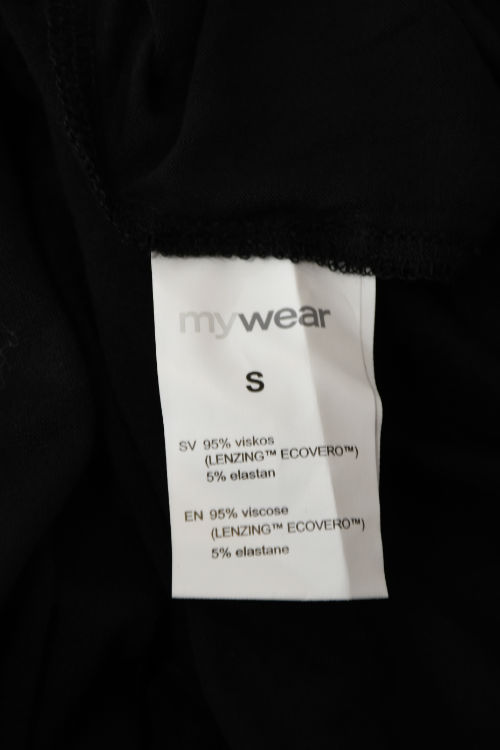 mywear
S
SV 95% viskos
(LENZING™ ECOVERO™)
5% elastan
EN 95% viscose
(LENZING™ ECOVERO™)
5% elastane